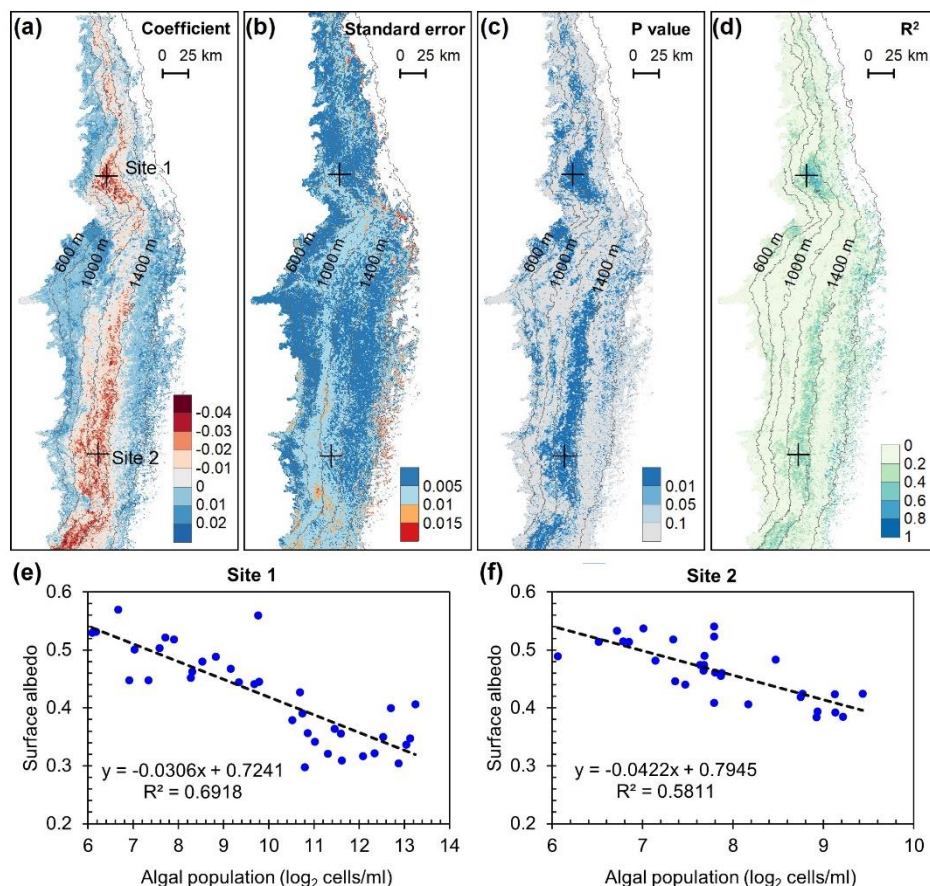 (a) Coefficient
0 25 km
Site 1
600 m
1000 m
1400 m
Site 2
-0.04
-0.03
-0.02
-0.01
0
0.01
0.02
(b) Standard error
0 25 km
600 m
1000 m
1400 m
0.005
0.01
0.015
(c) P value
0 25 km
600 m
1000 m
1400 m
0.01
0.05
0.1
(d) R²
0 25 km
600 m
1000 m
1400 m
0
0.2
0.4
0.6
0.8
1
(e) Site 1
Surface albedo
0.6
0.5
0.4
0.3
0.2
y = -0.0306x + 0.7241
R² = 0.6918
6 7 8 9 10 11 12 13 14
Algal population (log₂ cells/ml)
(f) Site 2
Surface albedo
0.6
0.5
0.4
0.3
0.2
y = -0.0422x + 0.7945
R² = 0.5811
6 7 8 9 10
Algal population (log₂ cells/ml)